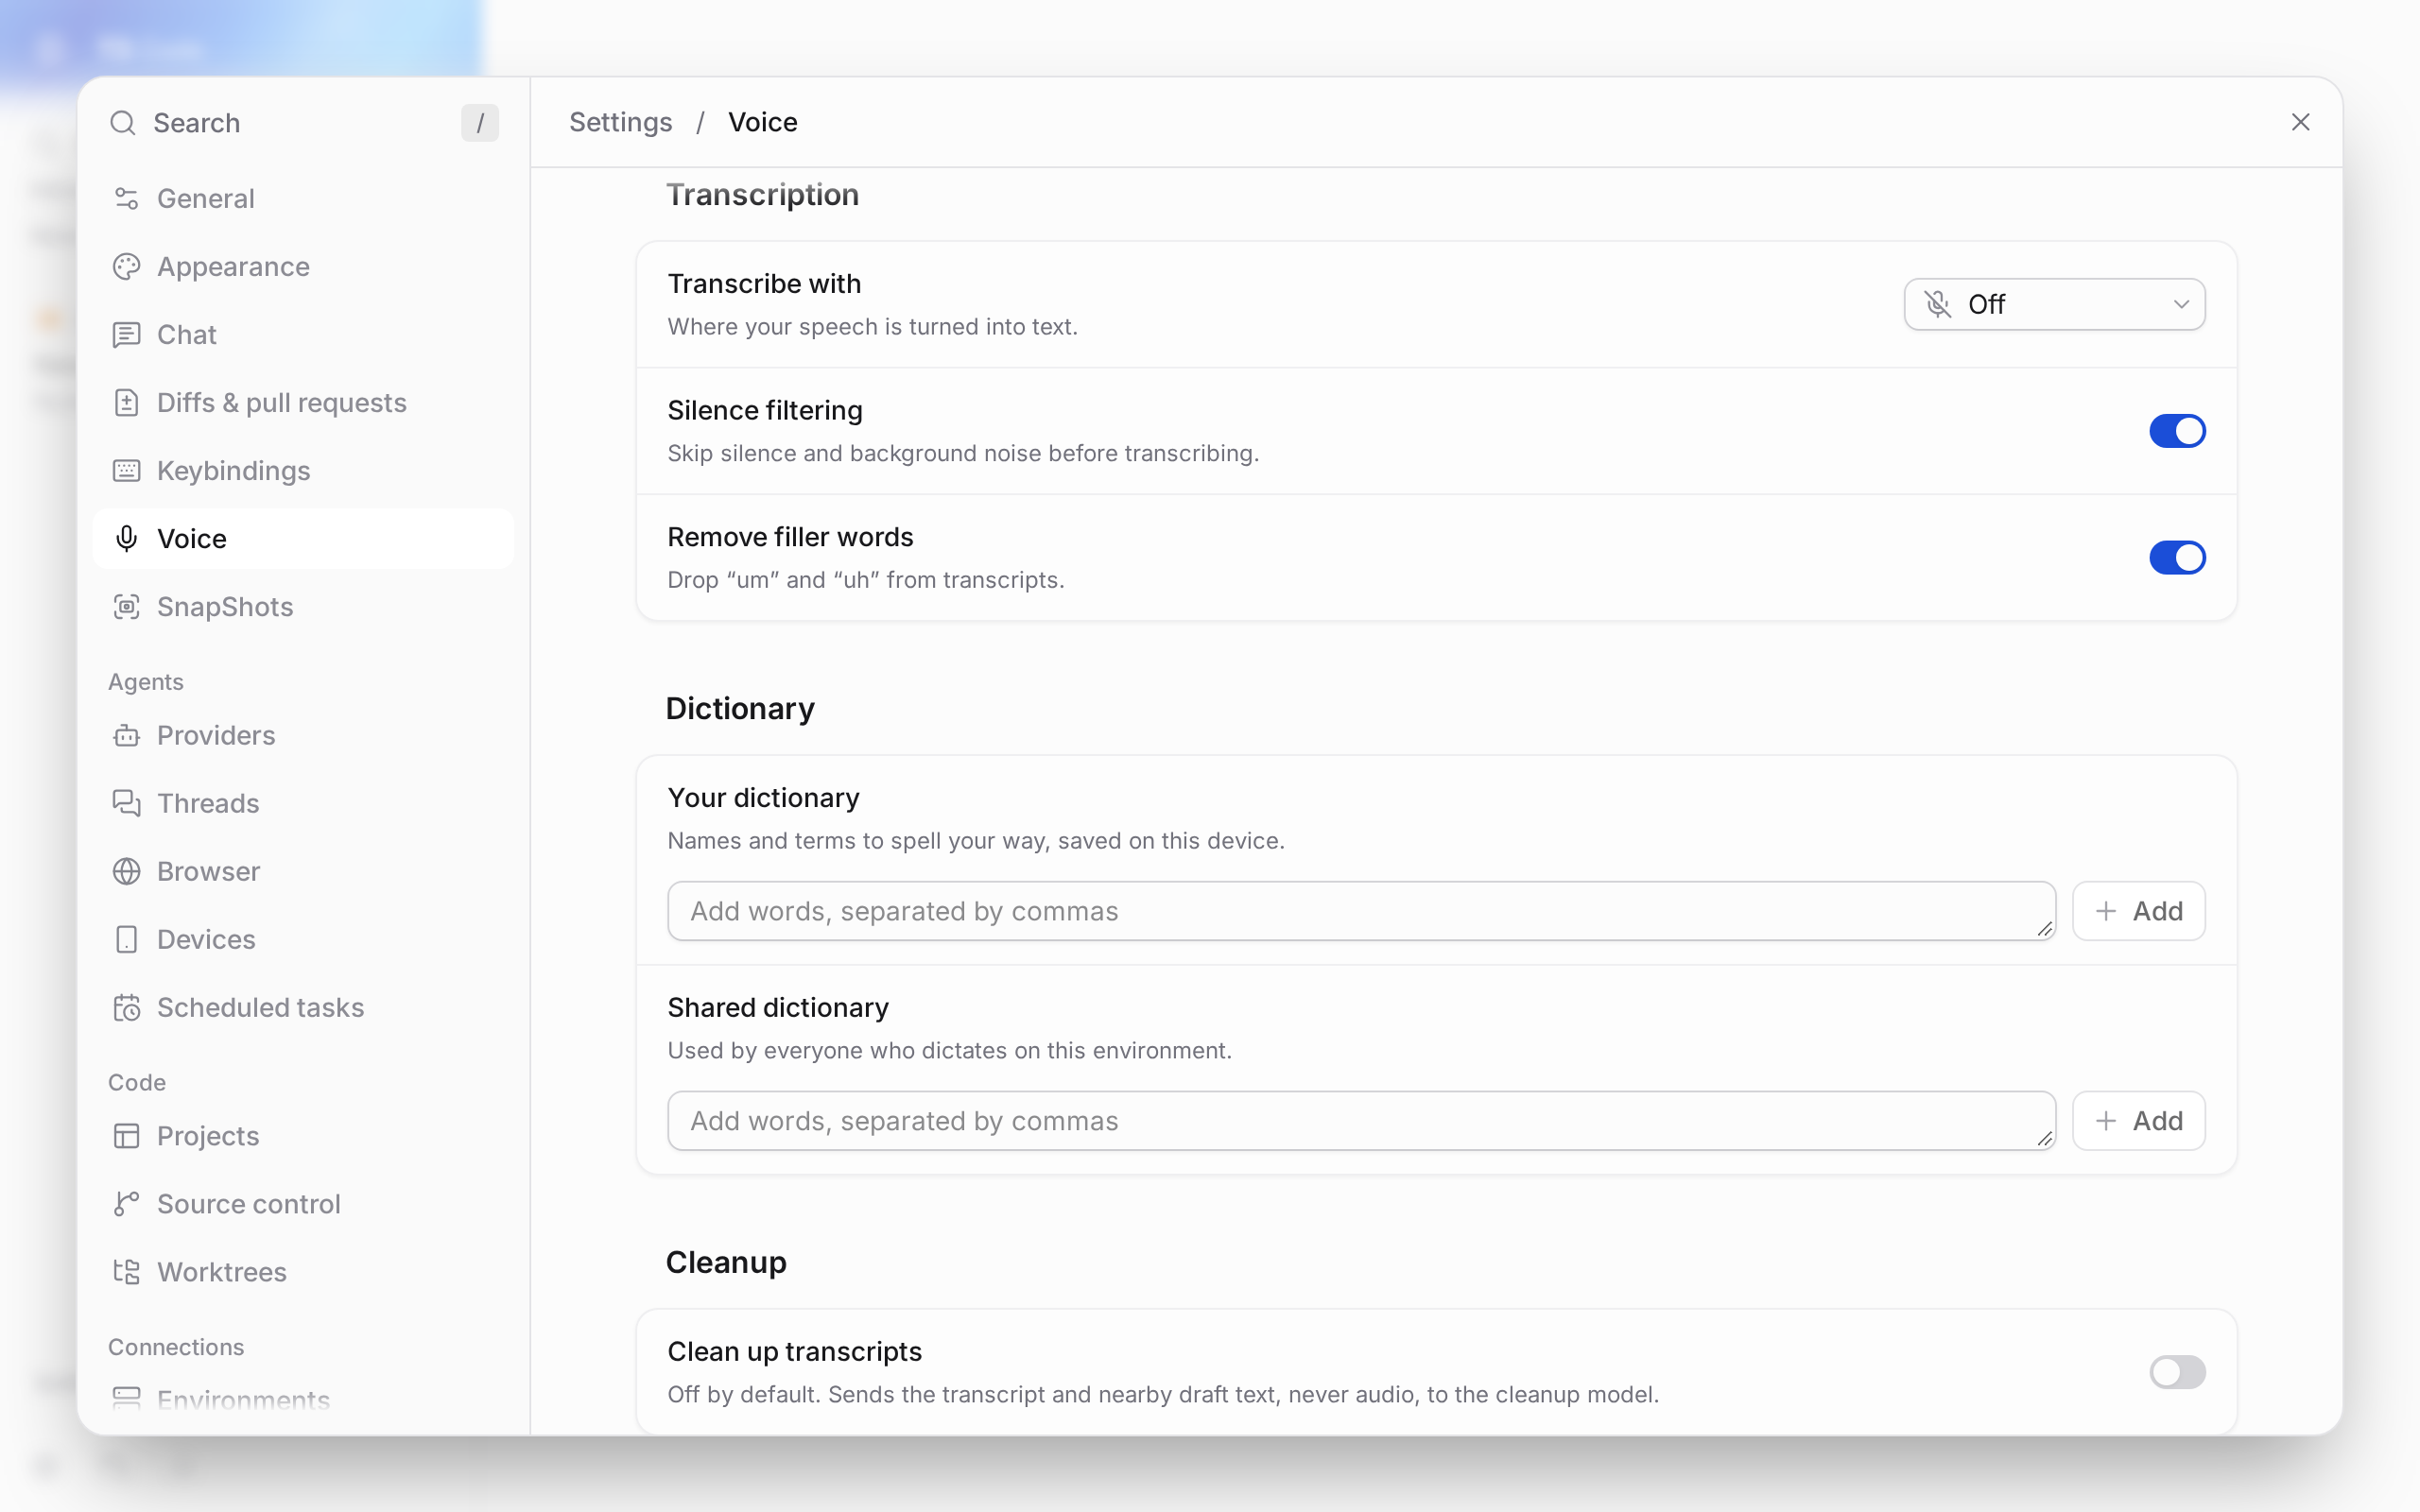 Search
/
General
Appearance
Chat
Diffs & pull requests
Keybindings
Voice
SnapShots
Agents
Providers
Threads
Browser
Devices
Scheduled tasks
Code
Projects
Source control
Worktrees
Connections
Environments
Settings / Voice
Transcription
Transcribe with
Where your speech is turned into text.
Off
Silence filtering
Skip silence and background noise before transcribing.
Remove filler words
Drop “um” and “uh” from transcripts.
Dictionary
Your dictionary
Names and terms to spell your way, saved on this device.
Add words, separated by commas
Add
Shared dictionary
Used by everyone who dictates on this environment.
Add words, separated by commas
Add
Cleanup
Clean up transcripts
Off by default. Sends the transcript and nearby draft text, never audio, to the cleanup model.